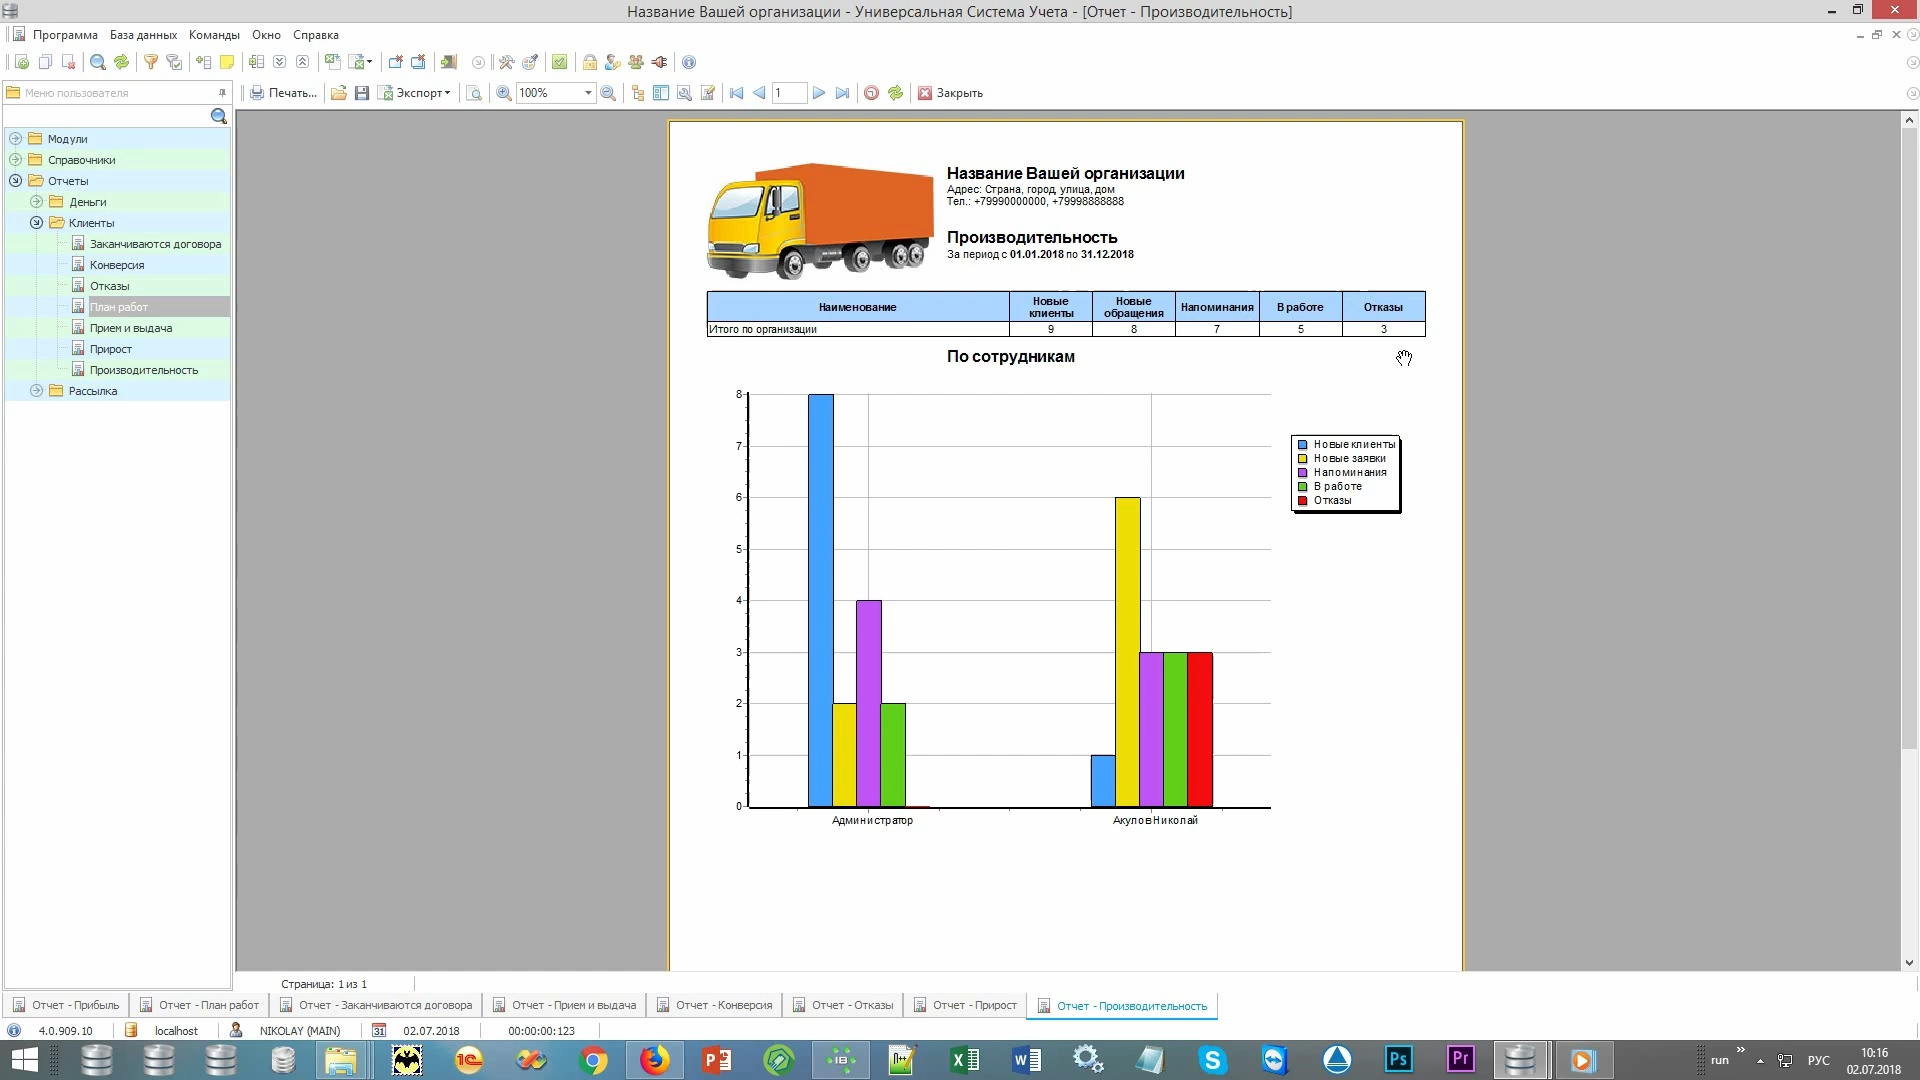 Название Вашей организации - Универсальная Система Учета - [Отчет - Производительность]
Программа База данных Команды Окно Справка
Меню пользователя
Печать... Экспорт 100% 1 Закрыть
Модули
Справочники
Отчеты
Деньги
Клиенты
Заканчиваются договора
Конверсия
Отказы
План работ
Прием и выдача
Прирост
Производительность
Рассылка
Название Вашей организации
Адрес: Страна, город, улица, дом
Тел.: +79990000000, +79998888888
Производительность
За период с 01.01.2018 по 31.12.2018
Наименование Новые клиенты Новые обращения Напоминания В работе Отказы
Итого по организации 9 8 7 5 3
По сотрудникам
8
7
6
5
4
3
2
1
0
Администратор Акулов Николай
Новые клиенты
Новые заявки
Напоминания
В работе
Отказы
Страница: 1 из 1
Отчет - Прибыль Отчет - План работ Отчет - Заканчиваются договора Отчет - Прием и выдача Отчет - Конверсия Отчет - Отказы Отчет - Прирост Отчет - Производительность
4.0.909.10 localhost NIKOLAY (MAIN) 31 02.07.2018 00:00:00:123
run РУС 10:16
02.07.2018